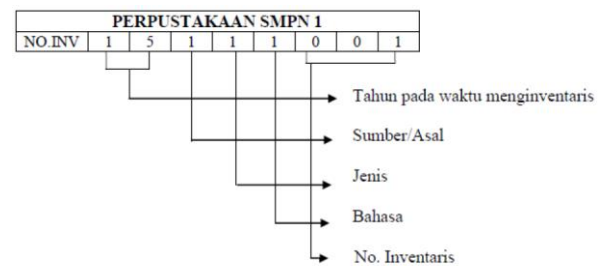 PERPUSTAKAAN SMPN 1
NO.INV 1 5 1 1 1 0 0 1
Tahun pada waktu menginventaris
Sumber/Asal
Jenis
Bahasa
No. Inventaris